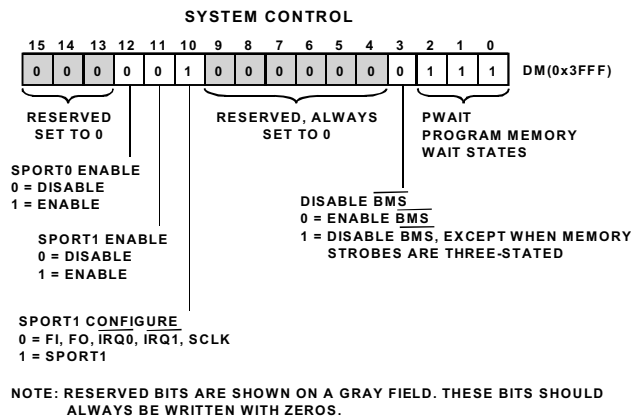 SYSTEM CONTROL
15 14 13 12 11 10 9 8 7 6 5 4 3 2 1 0
0 0 0 0 0 1 0 0 0 0 0 0 0 1 1 1 DM(0x3FFF)
RESERVED
SET TO 0
RESERVED, ALWAYS
SET TO 0
PWAIT
PROGRAM MEMORY
WAIT STATES
SPORT0 ENABLE
0 = DISABLE
1 = ENABLE
DISABLE BMS
0 = ENABLE BMS
1 = DISABLE BMS, EXCEPT WHEN MEMORY
STROBES ARE THREE-STATED
SPORT1 ENABLE
0 = DISABLE
1 = ENABLE
SPORT1 CONFIGURE
0 = FI, FO, IRQ0, IRQ1, SCLK
1 = SPORT1
NOTE: RESERVED BITS ARE SHOWN ON A GRAY FIELD. THESE BITS SHOULD
ALWAYS BE WRITTEN WITH ZEROS.